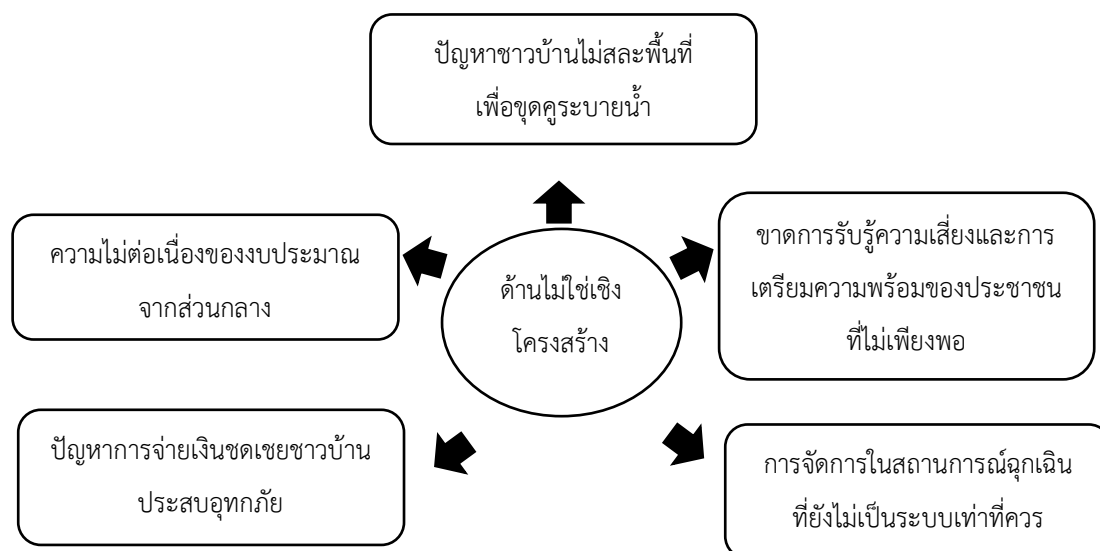 ปัญหาชาวบ้านไม่สละพื้นที่
เพื่อขุดคูระบายน้ำ
ความไม่ต่อเนื่องของงบประมาณ
จากส่วนกลาง
ด้านไม่ใช่เชิง
โครงสร้าง
ขาดการรับรู้ความเสี่ยงและการ
เตรียมความพร้อมของประชาชน
ที่ไม่เพียงพอ
ปัญหาการจ่ายเงินชดเชยชาวบ้าน
ประสบอุทกภัย
การจัดการในสถานการณ์ฉุกเฉิน
ที่ยังไม่เป็นระบบเท่าที่ควร